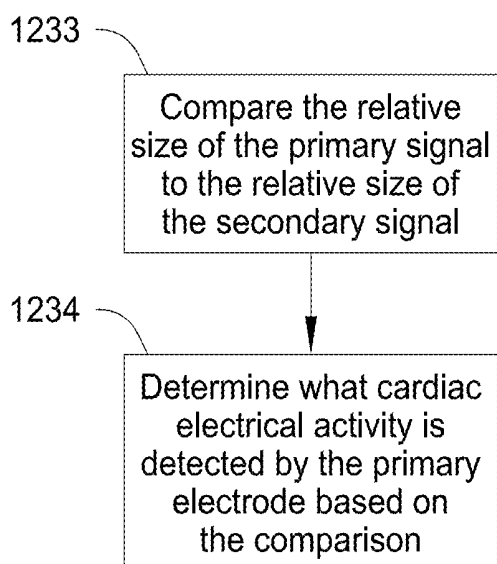 1233
Compare the relative
size of the primary signal
to the relative size of
the secondary signal
1234
Determine what cardiac
electrical activity is
detected by the primary
electrode based on
the comparison